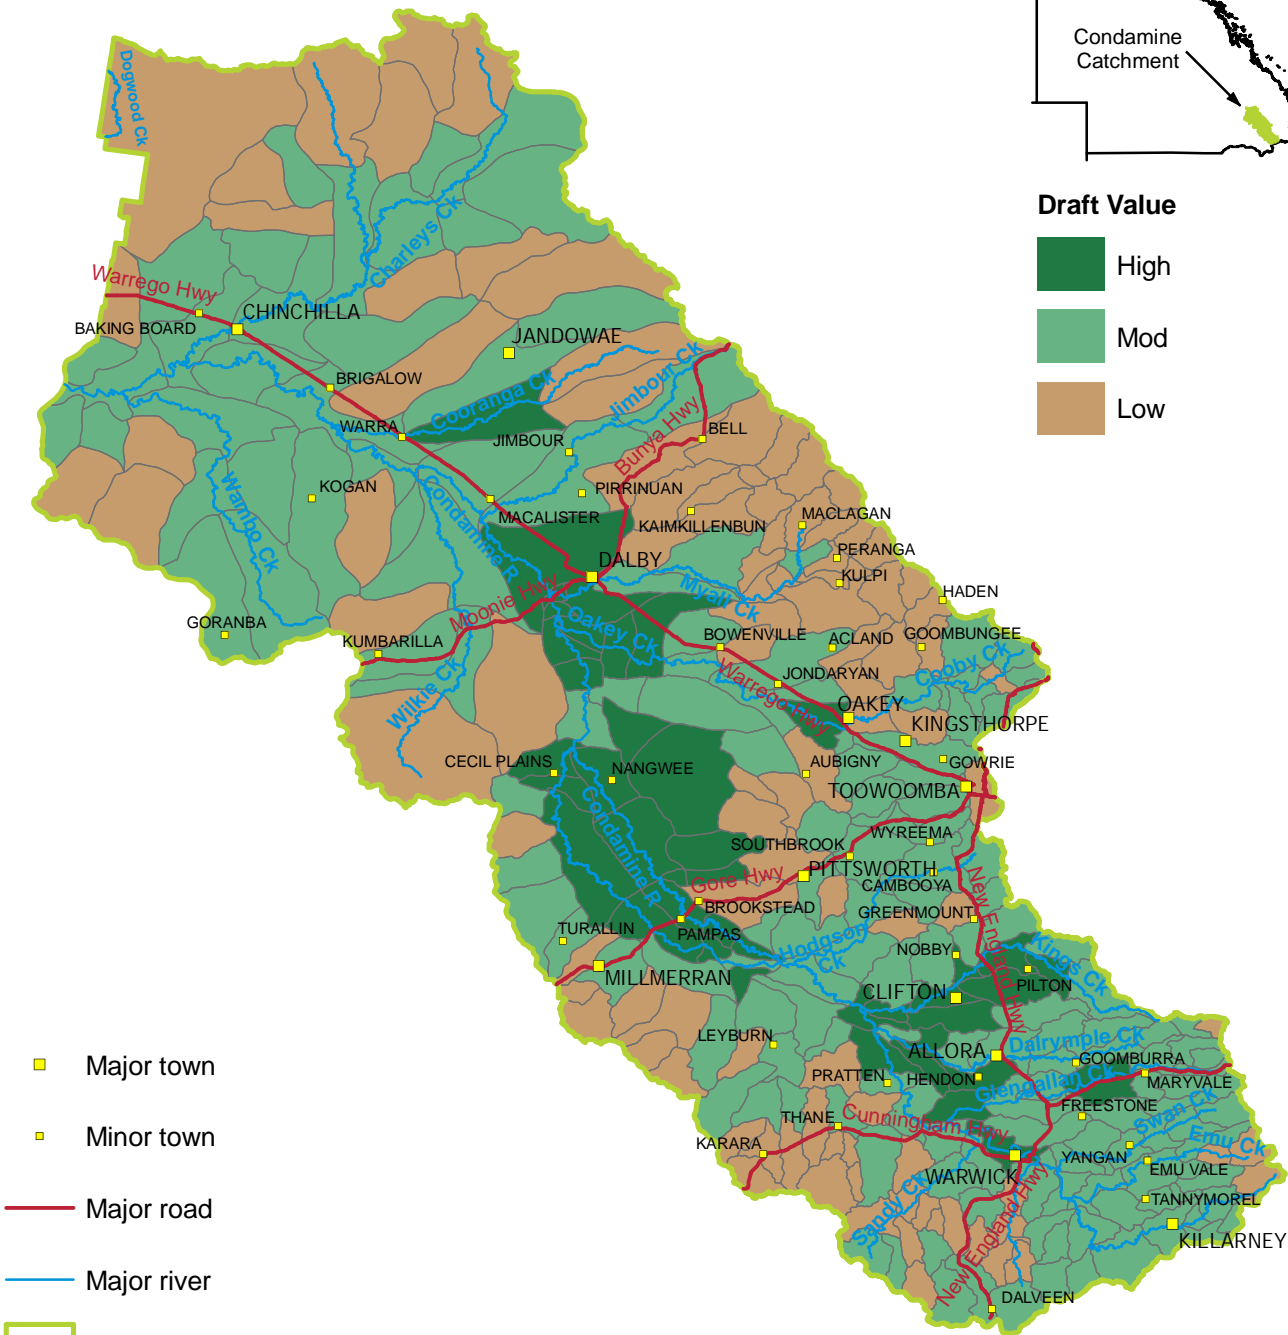 Condamine
Catchment
Draft Value
High
Mod
Low
Dogwood Ck
Charleys Ck
Warrego Hwy
CHINCHILLA
BAKING BOARD
JANDOWAE
BRIGALOW
Cooranga Ck
Jimbour Ck
WARRA
JIMBOUR
Bunya Hwy
BELL
KOGAN
Wambo Ck
Condamine R
PIRRINUAN
MACALISTER
KAIMKILLENBUN
MACLAGAN
PERANGA
KULPI
DALBY
Myall Ck
HADEN
Moonie Hwy
Oakey Ck
GORANBA
KUMBARILLA
BOWENVILLE
ACLAND
GOOMBUNGEE
Cooby Ck
Wilkie Ck
Warrego Hwy
JONDARYAN
OAKEY
KINGSTHORPE
CECIL PLAINS
NANGWEE
AUBIGNY
GOWRIE
TOOWOOMBA
Condamine R
WYREEMA
SOUTHBROOK
PITTSWORTH
Gore Hwy
CAMBOOYA
New England Hwy
BROOKSTEAD
GREENMOUNT
TURALLIN
PAMPAS
Hodgson
Ck
NOBBY
Kings Ck
MILLMERRAN
CLIFTON
PILTON
LEYBURN
ALLORA
Dalrymple Ck
GOOMBURRA
PRATTEN
HENDON
Glengallan Ck
MARYVALE
THANE
Cunningham Hwy
FREESTONE
Swan Ck
KARARA
Emu Ck
YANGAN
EMU VALE
WARWICK
Sandy Ck
New England Hwy
TANNYMOREL
KILLARNEY
DALVEEN
Major town
Minor town
Major road
Major river